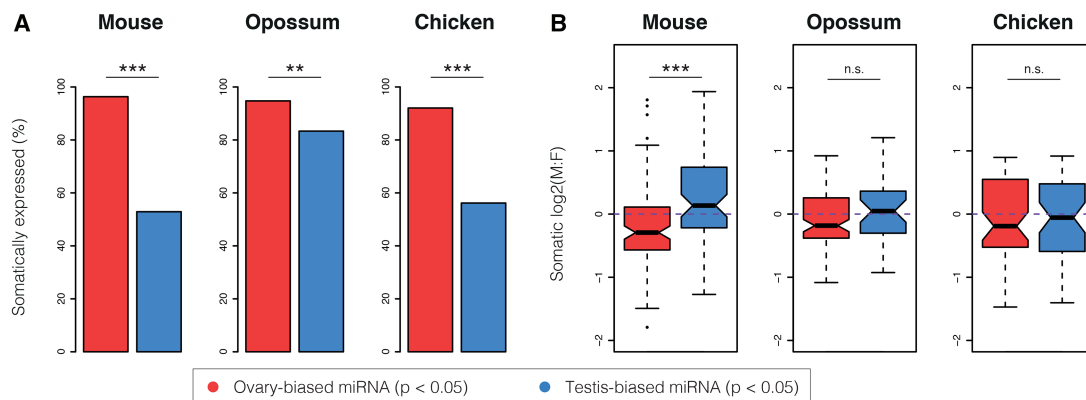 A
Mouse
Opossum
Chicken
Somatically expressed (%)
***
**
***
0
20
40
60
80
100
0
20
40
60
80
100
0
20
40
60
80
100
B
Mouse
Opossum
Chicken
Somatic log2(M:F)
***
n.s.
n.s.
−2
−1
0
1
2
−2
−1
0
1
2
−2
−1
0
1
2
Ovary-biased miRNA (p < 0.05)
Testis-biased miRNA (p < 0.05)